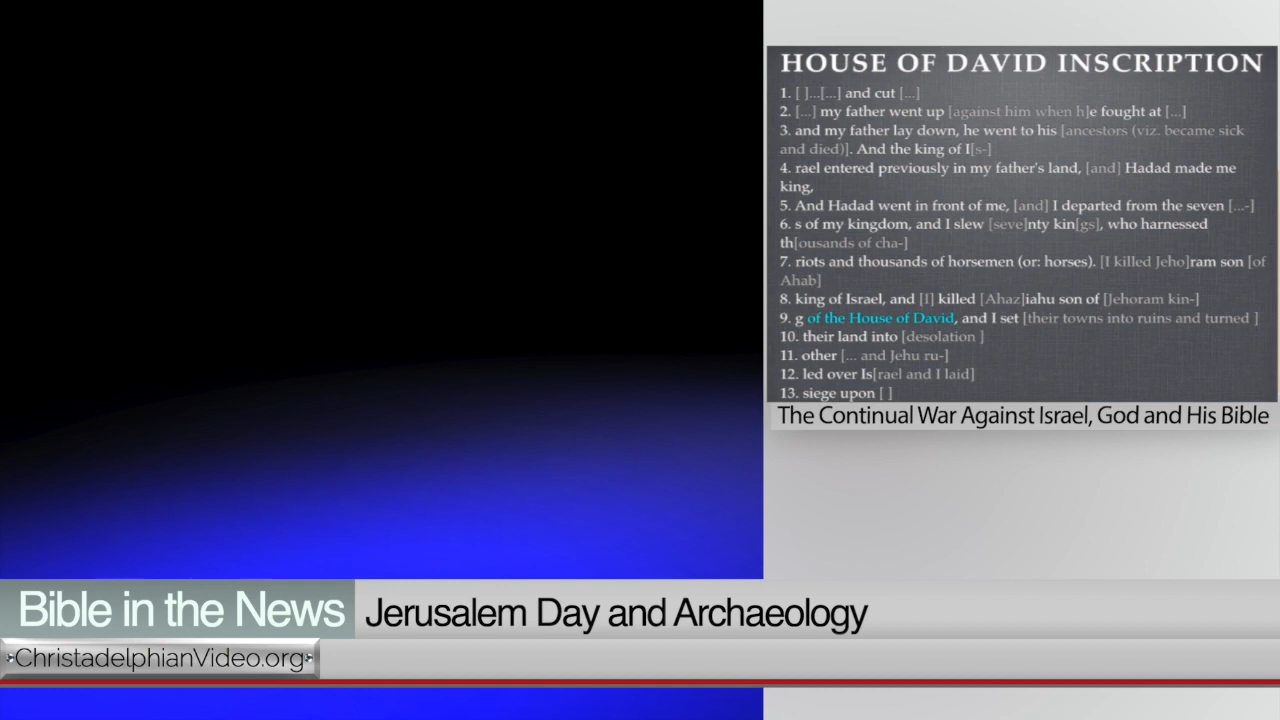 HOUSE OF DAVID INSCRIPTION
1. [ ]...[...] and cut [...]
2. [...] my father went up [against him when h]e fought at [...]
3. and my father lay down, he went to his [ancestors (viz. became sick
and died)]. And the king of I[s-]
4. rael entered previously in my father's land, [and] Hadad made me
king,
5. And Hadad went in front of me, [and] I departed from the seven [...-]
6. s of my kingdom, and I slew [seve]nty kin[gs], who harnessed
th[ousands of cha-]
7. riots and thousands of horsemen (or: horses). [I killed Jeho]ram son [of
Ahab]
8. king of Israel, and [I] killed [Ahaz]iahu son of [Jehoram kin-]
9. g of the House of David, and I set [their towns into ruins and turned ]
10. their land into [desolation ]
11. other [... and Jehu ru-]
12. led over Is[rael and I laid]
13. siege upon [ ]
The Continual War Against Israel, God and His Bible
Bible in the News
Jerusalem Day and Archaeology
ChristadelphianVideo.org